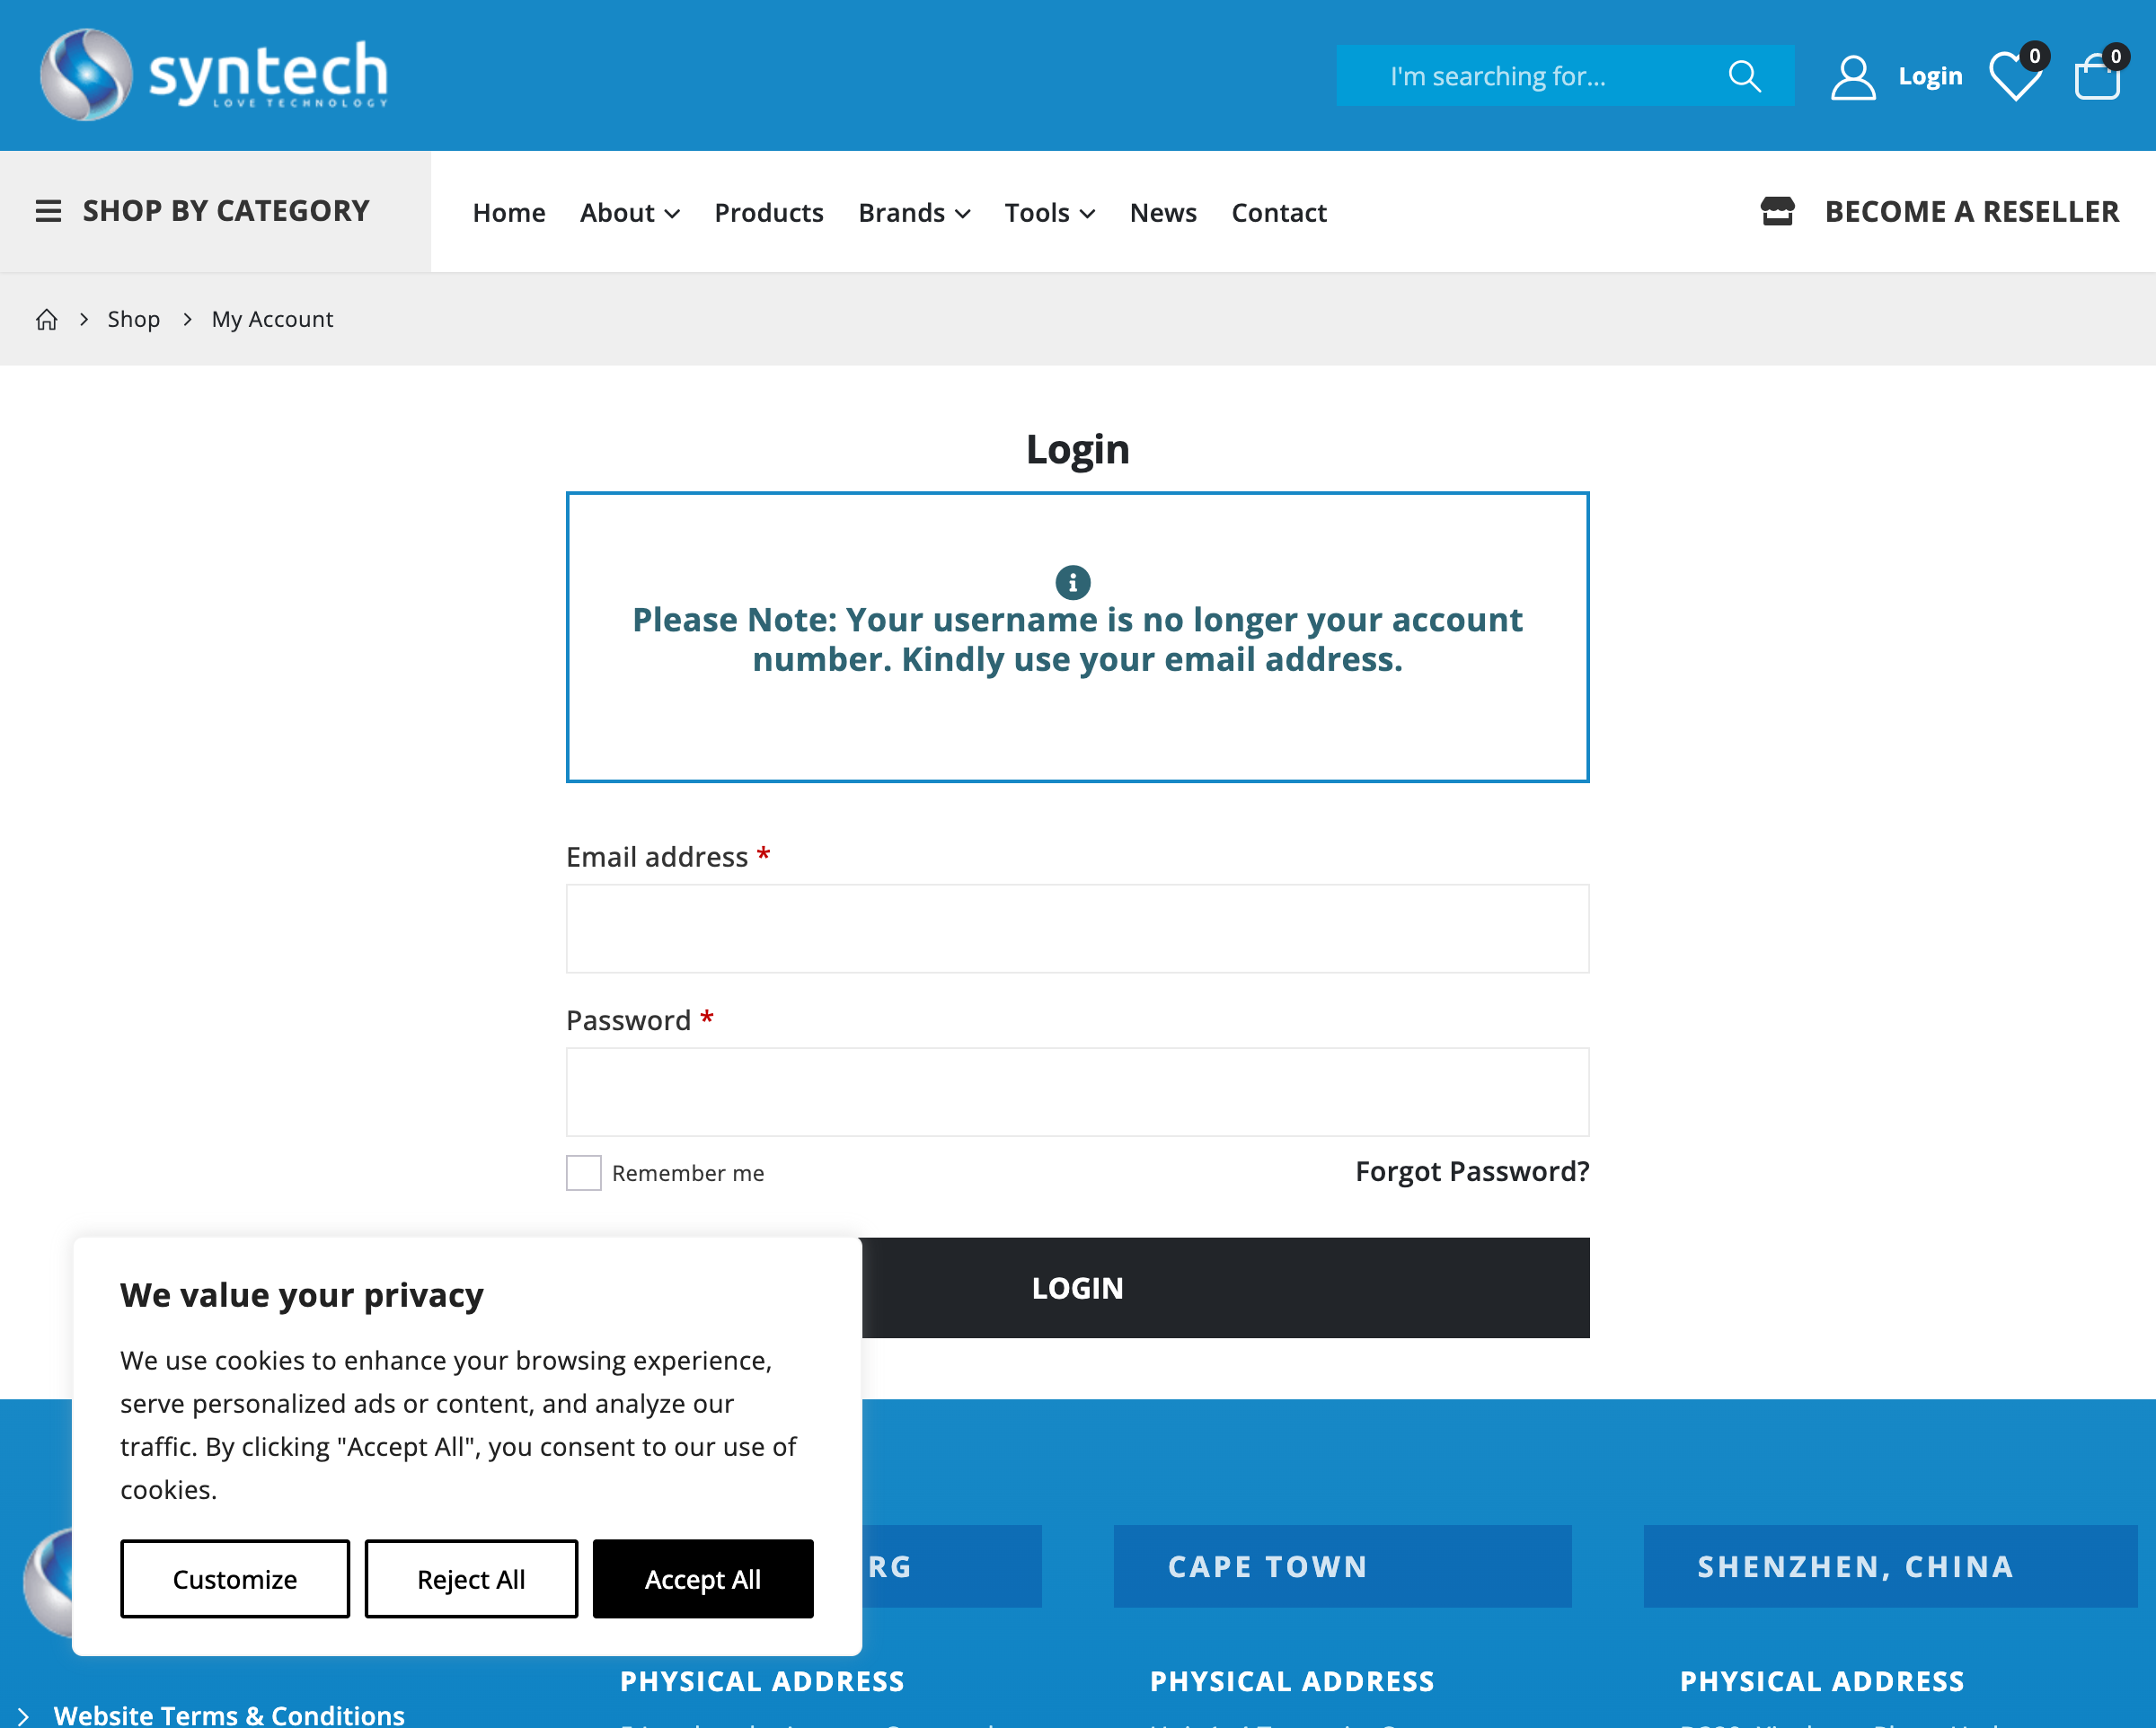 syntech
LOVE TECHNOLOGY
I'm searching for...
Login
0
0
SHOP BY CATEGORY
Home
About
Products
Brands
Tools
News
Contact
BECOME A RESELLER
Shop
My Account
Login
Please Note: Your username is no longer your account
number. Kindly use your email address.
Email address *
Password *
Remember me
Forgot Password?
LOGIN
We value your privacy
We use cookies to enhance your browsing experience,
serve personalized ads or content, and analyze our
traffic. By clicking "Accept All", you consent to our use of
cookies.
Customize
Reject All
Accept All
RG
CAPE TOWN
SHENZHEN, CHINA
PHYSICAL ADDRESS
PHYSICAL ADDRESS
PHYSICAL ADDRESS
Website Terms & Conditions